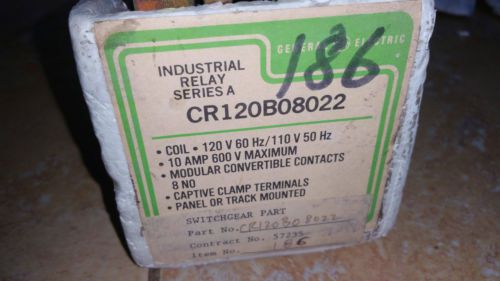 GENERAL ELECTRIC
186
INDUSTRIAL
RELAY
SERIES A
CR120B08022
• COIL - 120 V 60 Hz/110 V 50 Hz
• 10 AMP 600 V MAXIMUM
• MODULAR CONVERTIBLE CONTACTS
8 NO
• CAPTIVE CLAMP TERMINALS
• PANEL OR TRACK MOUNTED
SWITCHGEAR PART
Part No. CR120B08022
Contract No. 57235
Item No. 186